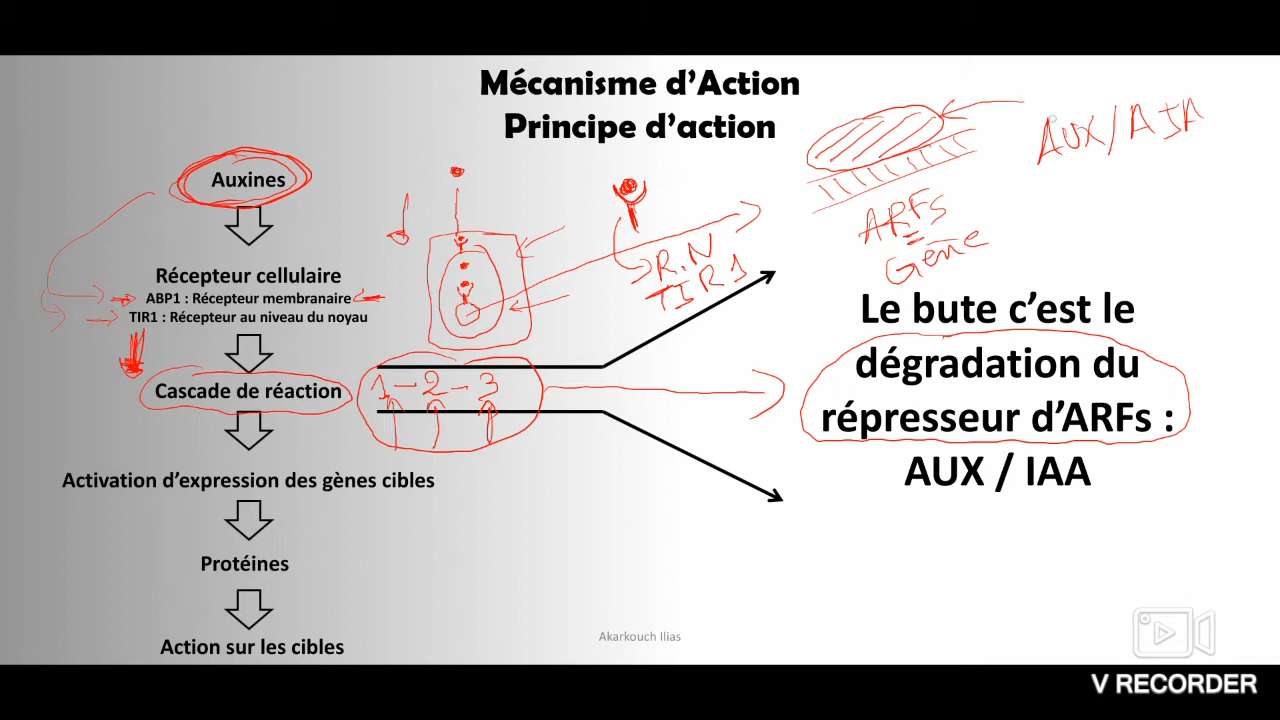 Mécanisme d'Action
Principe d'action
Auxines
Récepteur cellulaire
ABP1 : Récepteur membranaire
TIR1 : Récepteur au niveau du noyau
Cascade de réaction
Activation d'expression des gènes cibles
Protéines
Action sur les cibles
1 - 2 - 3
R.N
TIR1
AUX/AIA
ARFs
=
Gène
Le bute c'est le
dégradation du
répresseur d'ARFs :
AUX / IAA
Akarkouch Ilias
V RECORDER